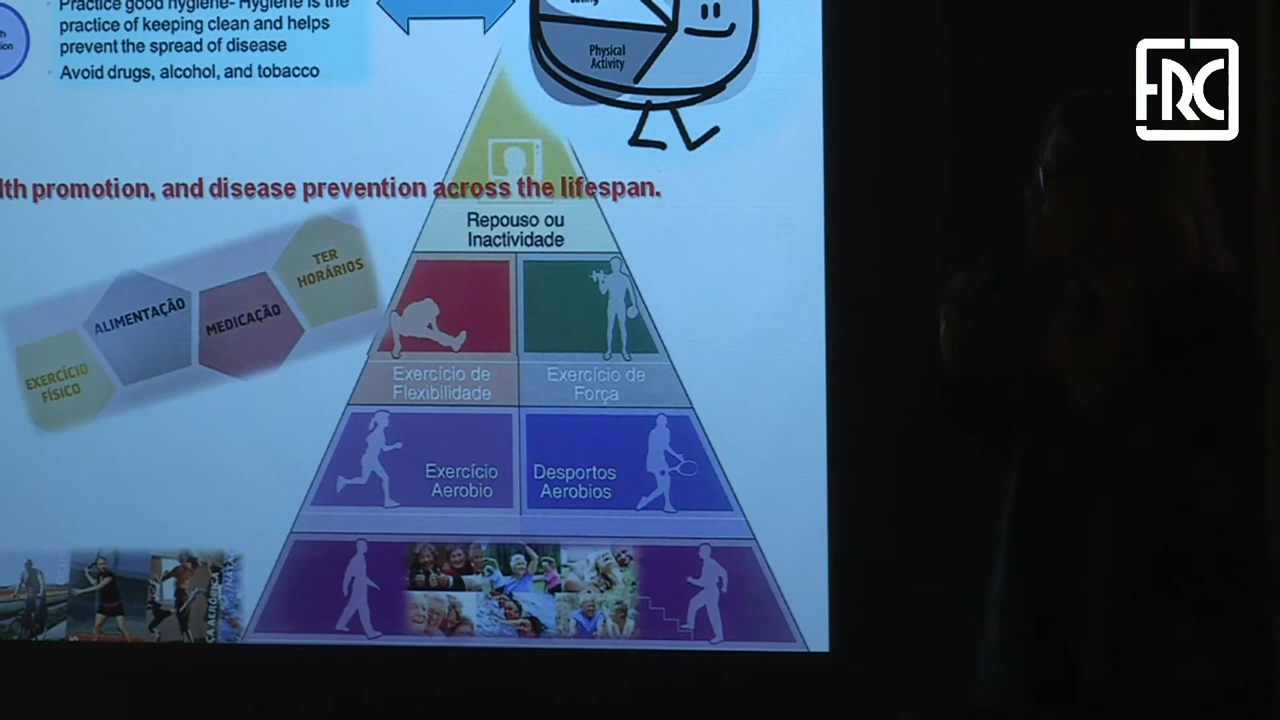 Practice good hygiene- Hygiene is the
practice of keeping clean and helps
prevent the spread of disease
Avoid drugs, alcohol, and tobacco
Physical
Activity
FRC
promotion, and disease prevention across the lifespan.
Repouso ou
Inactividade
TER
HORÁRIOS
ALIMENTAÇÃO
MEDICAÇÃO
EXERCÍCIO
FÍSICO
Exercício de
Flexibilidade
Exercício de
Força
Exercício
Aerobio
Desportos
Aerobios